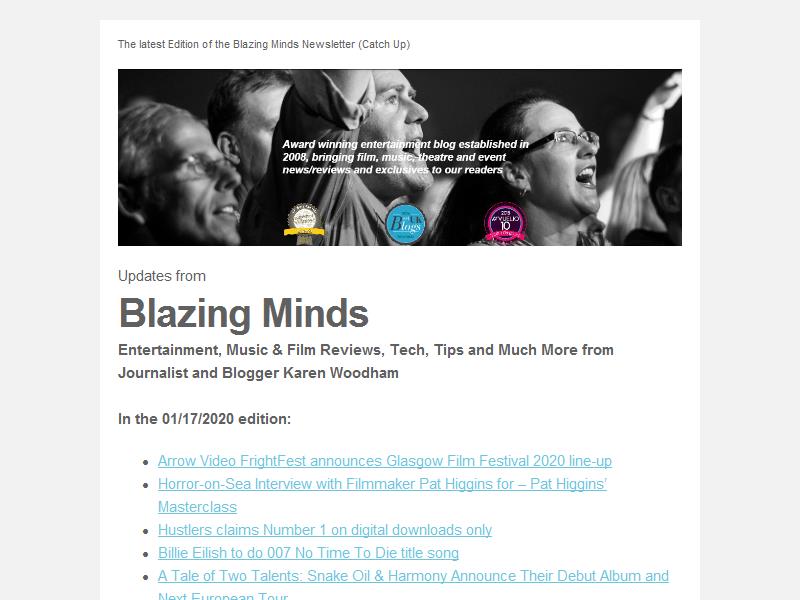 The latest Edition of the Blazing Minds Newsletter (Catch Up)
Award winning entertainment blog established in
2008, bringing film, music, theatre and event
news/reviews and exclusives to our readers
UK
Blogs
VUELIO
10
Updates from
Blazing Minds
Entertainment, Music & Film Reviews, Tech, Tips and Much More from
Journalist and Blogger Karen Woodham
In the 01/17/2020 edition:
Arrow Video FrightFest announces Glasgow Film Festival 2020 line-up
Horror-on-Sea Interview with Filmmaker Pat Higgins for – Pat Higgins’
Masterclass
Hustlers claims Number 1 on digital downloads only
Billie Eilish to do 007 No Time To Die title song
A Tale of Two Talents: Snake Oil & Harmony Announce Their Debut Album and
Next European Tour